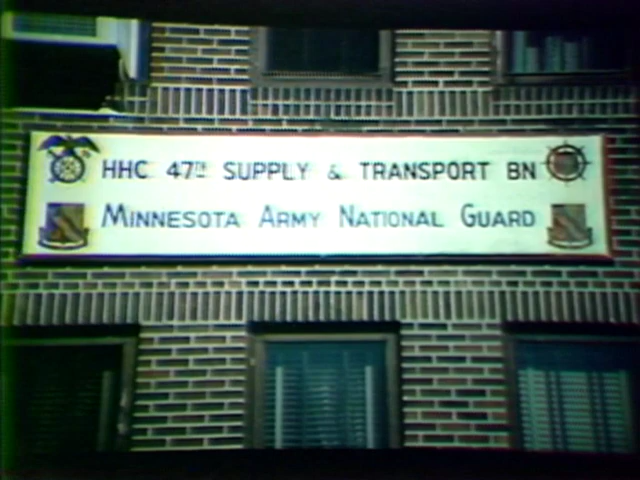 HHC 47TH SUPPLY & TRANSPORT BN
MINNESOTA ARMY NATIONAL GUARD